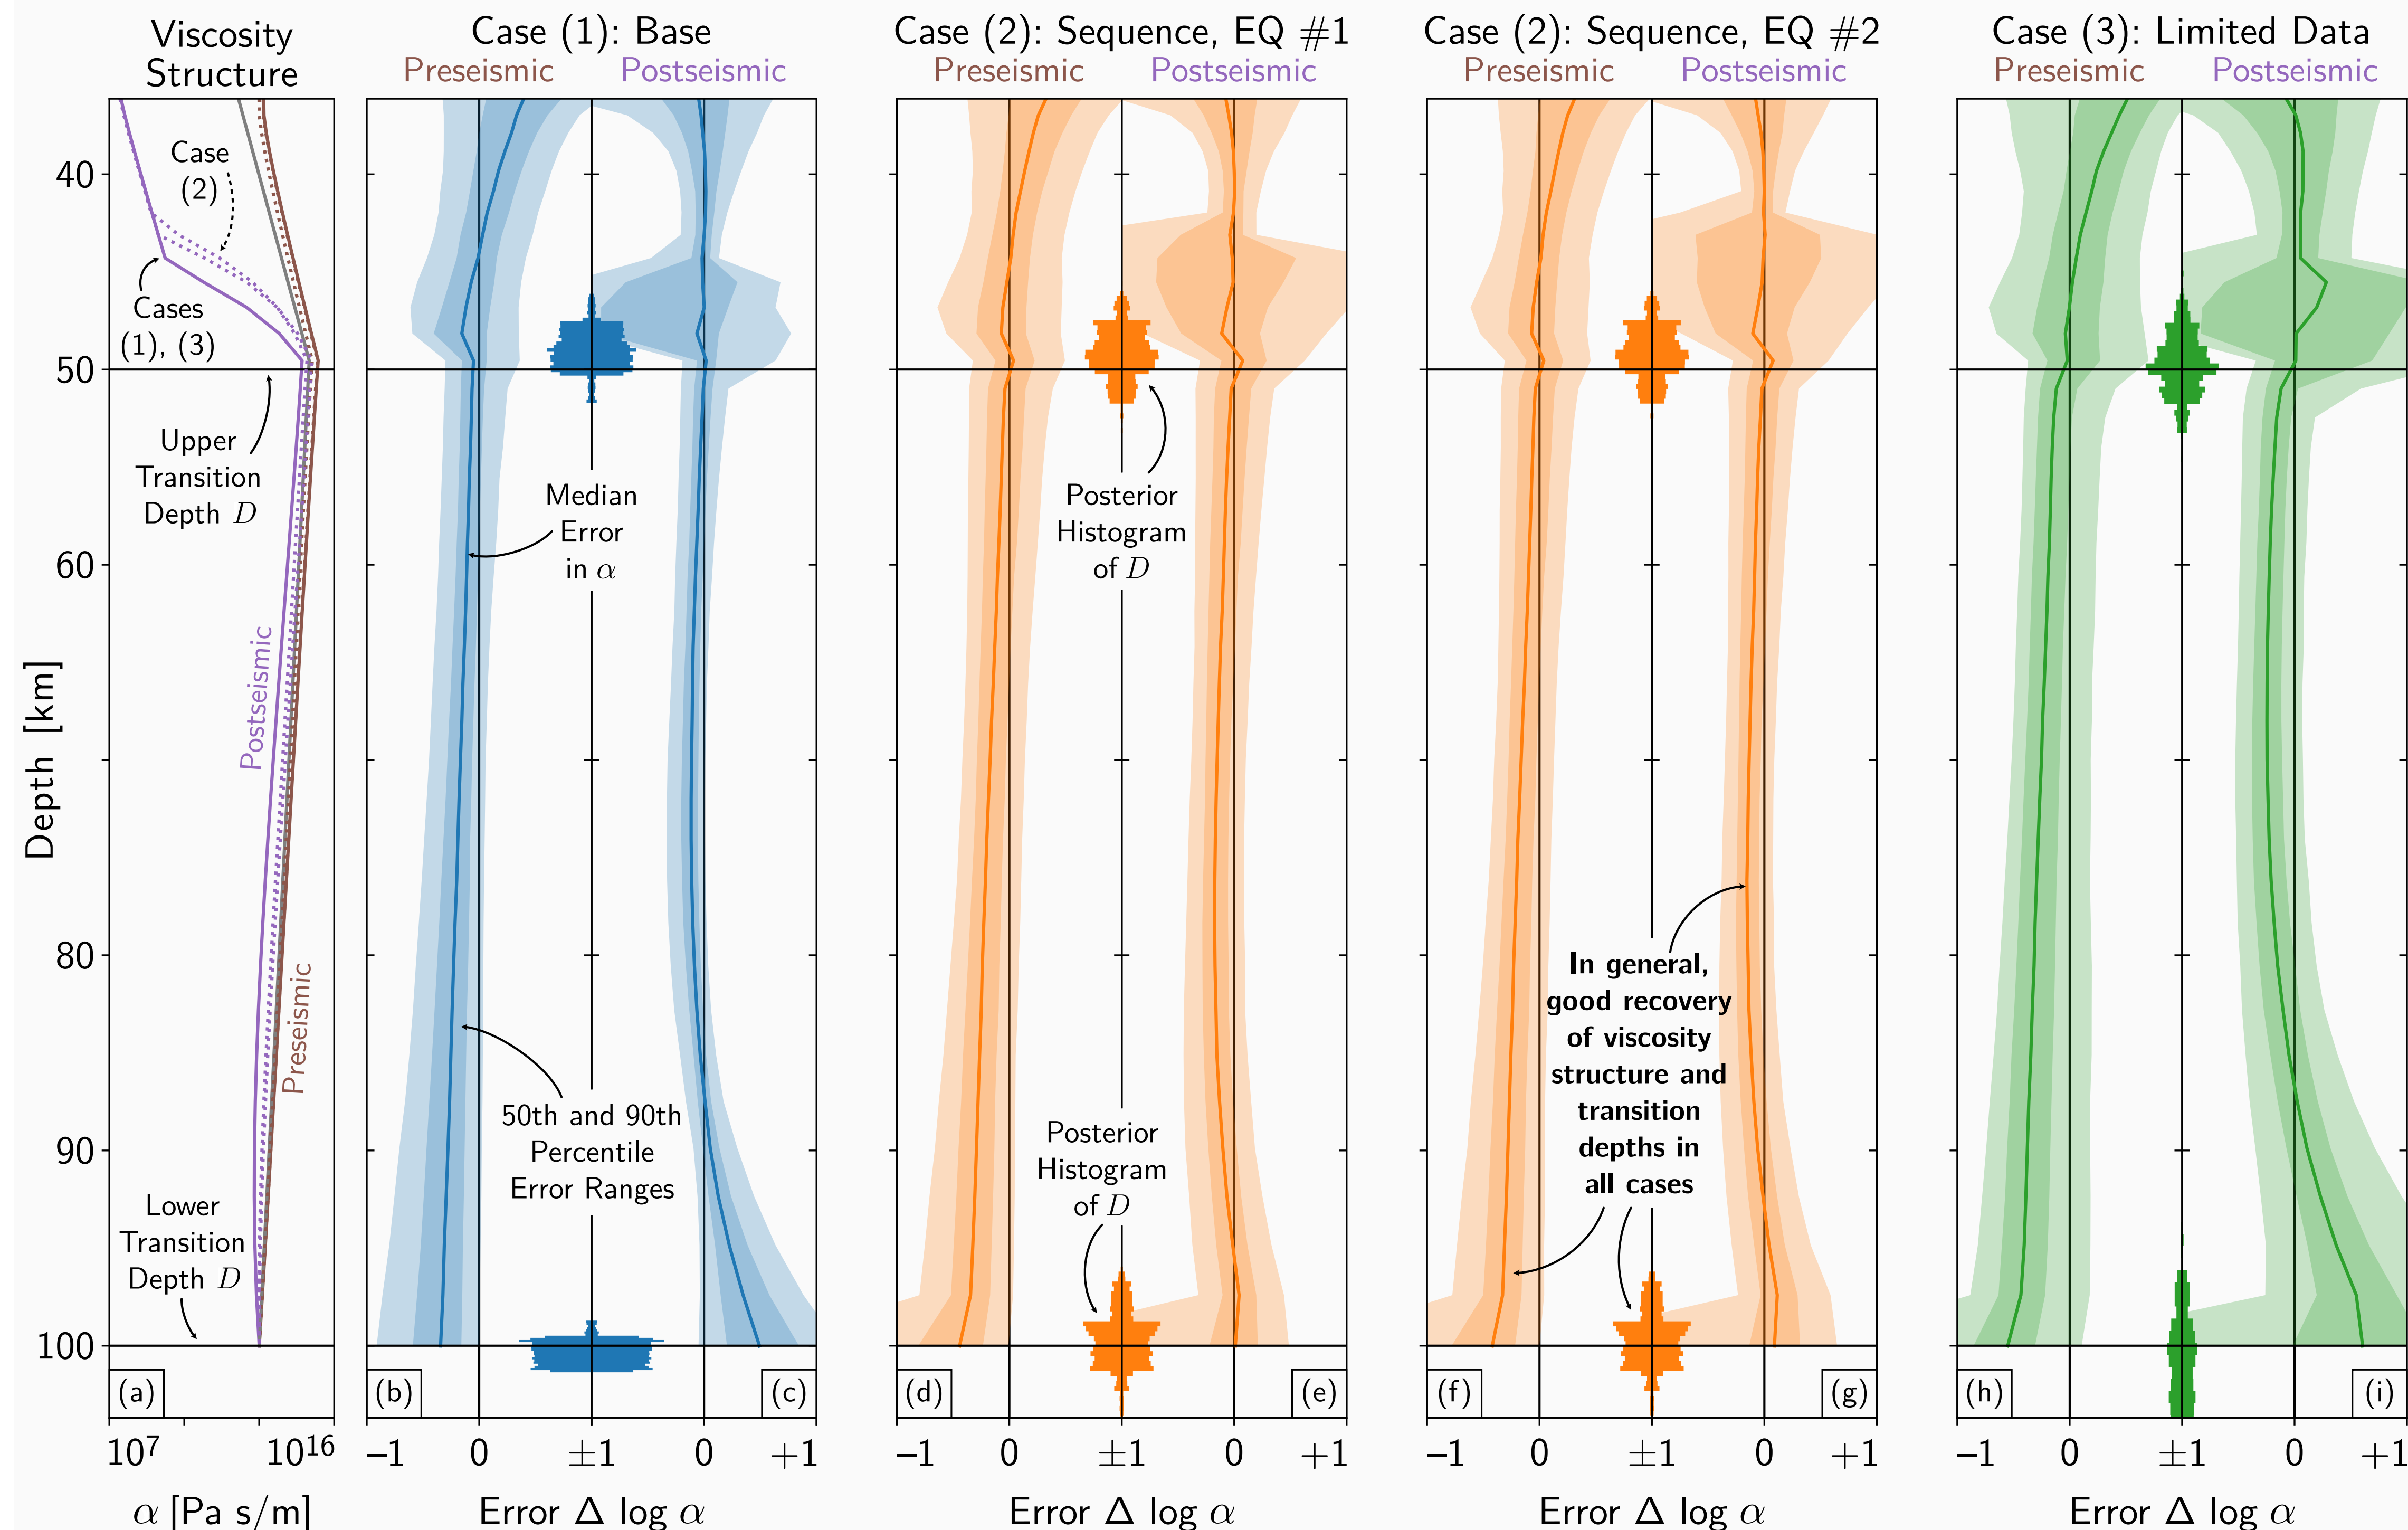 Viscosity
Structure
Case (1): Base
Preseismic
Postseismic
Case (2): Sequence, EQ #1
Preseismic
Postseismic
Case (2): Sequence, EQ #2
Preseismic
Postseismic
Case (3): Limited Data
Preseismic
Postseismic
Depth [km]
40
50
60
80
90
100
Case
(2)
Cases
(1), (3)
Upper
Transition
Depth D
Postseismic
Preseismic
Lower
Transition
Depth D
(a)
10⁷
10¹⁶
α [Pa s/m]
Median
Error
in α
50th and 90th
Percentile
Error Ranges
(b)
(c)
–1
0
±1
0
+1
Error Δ log α
Posterior
Histogram
of D
Posterior
Histogram
of D
(d)
(e)
–1
0
±1
0
+1
Error Δ log α
In general,
good recovery
of viscosity
structure and
transition
depths in
all cases
(f)
(g)
–1
0
±1
0
+1
Error Δ log α
(h)
(i)
–1
0
±1
0
+1
Error Δ log α